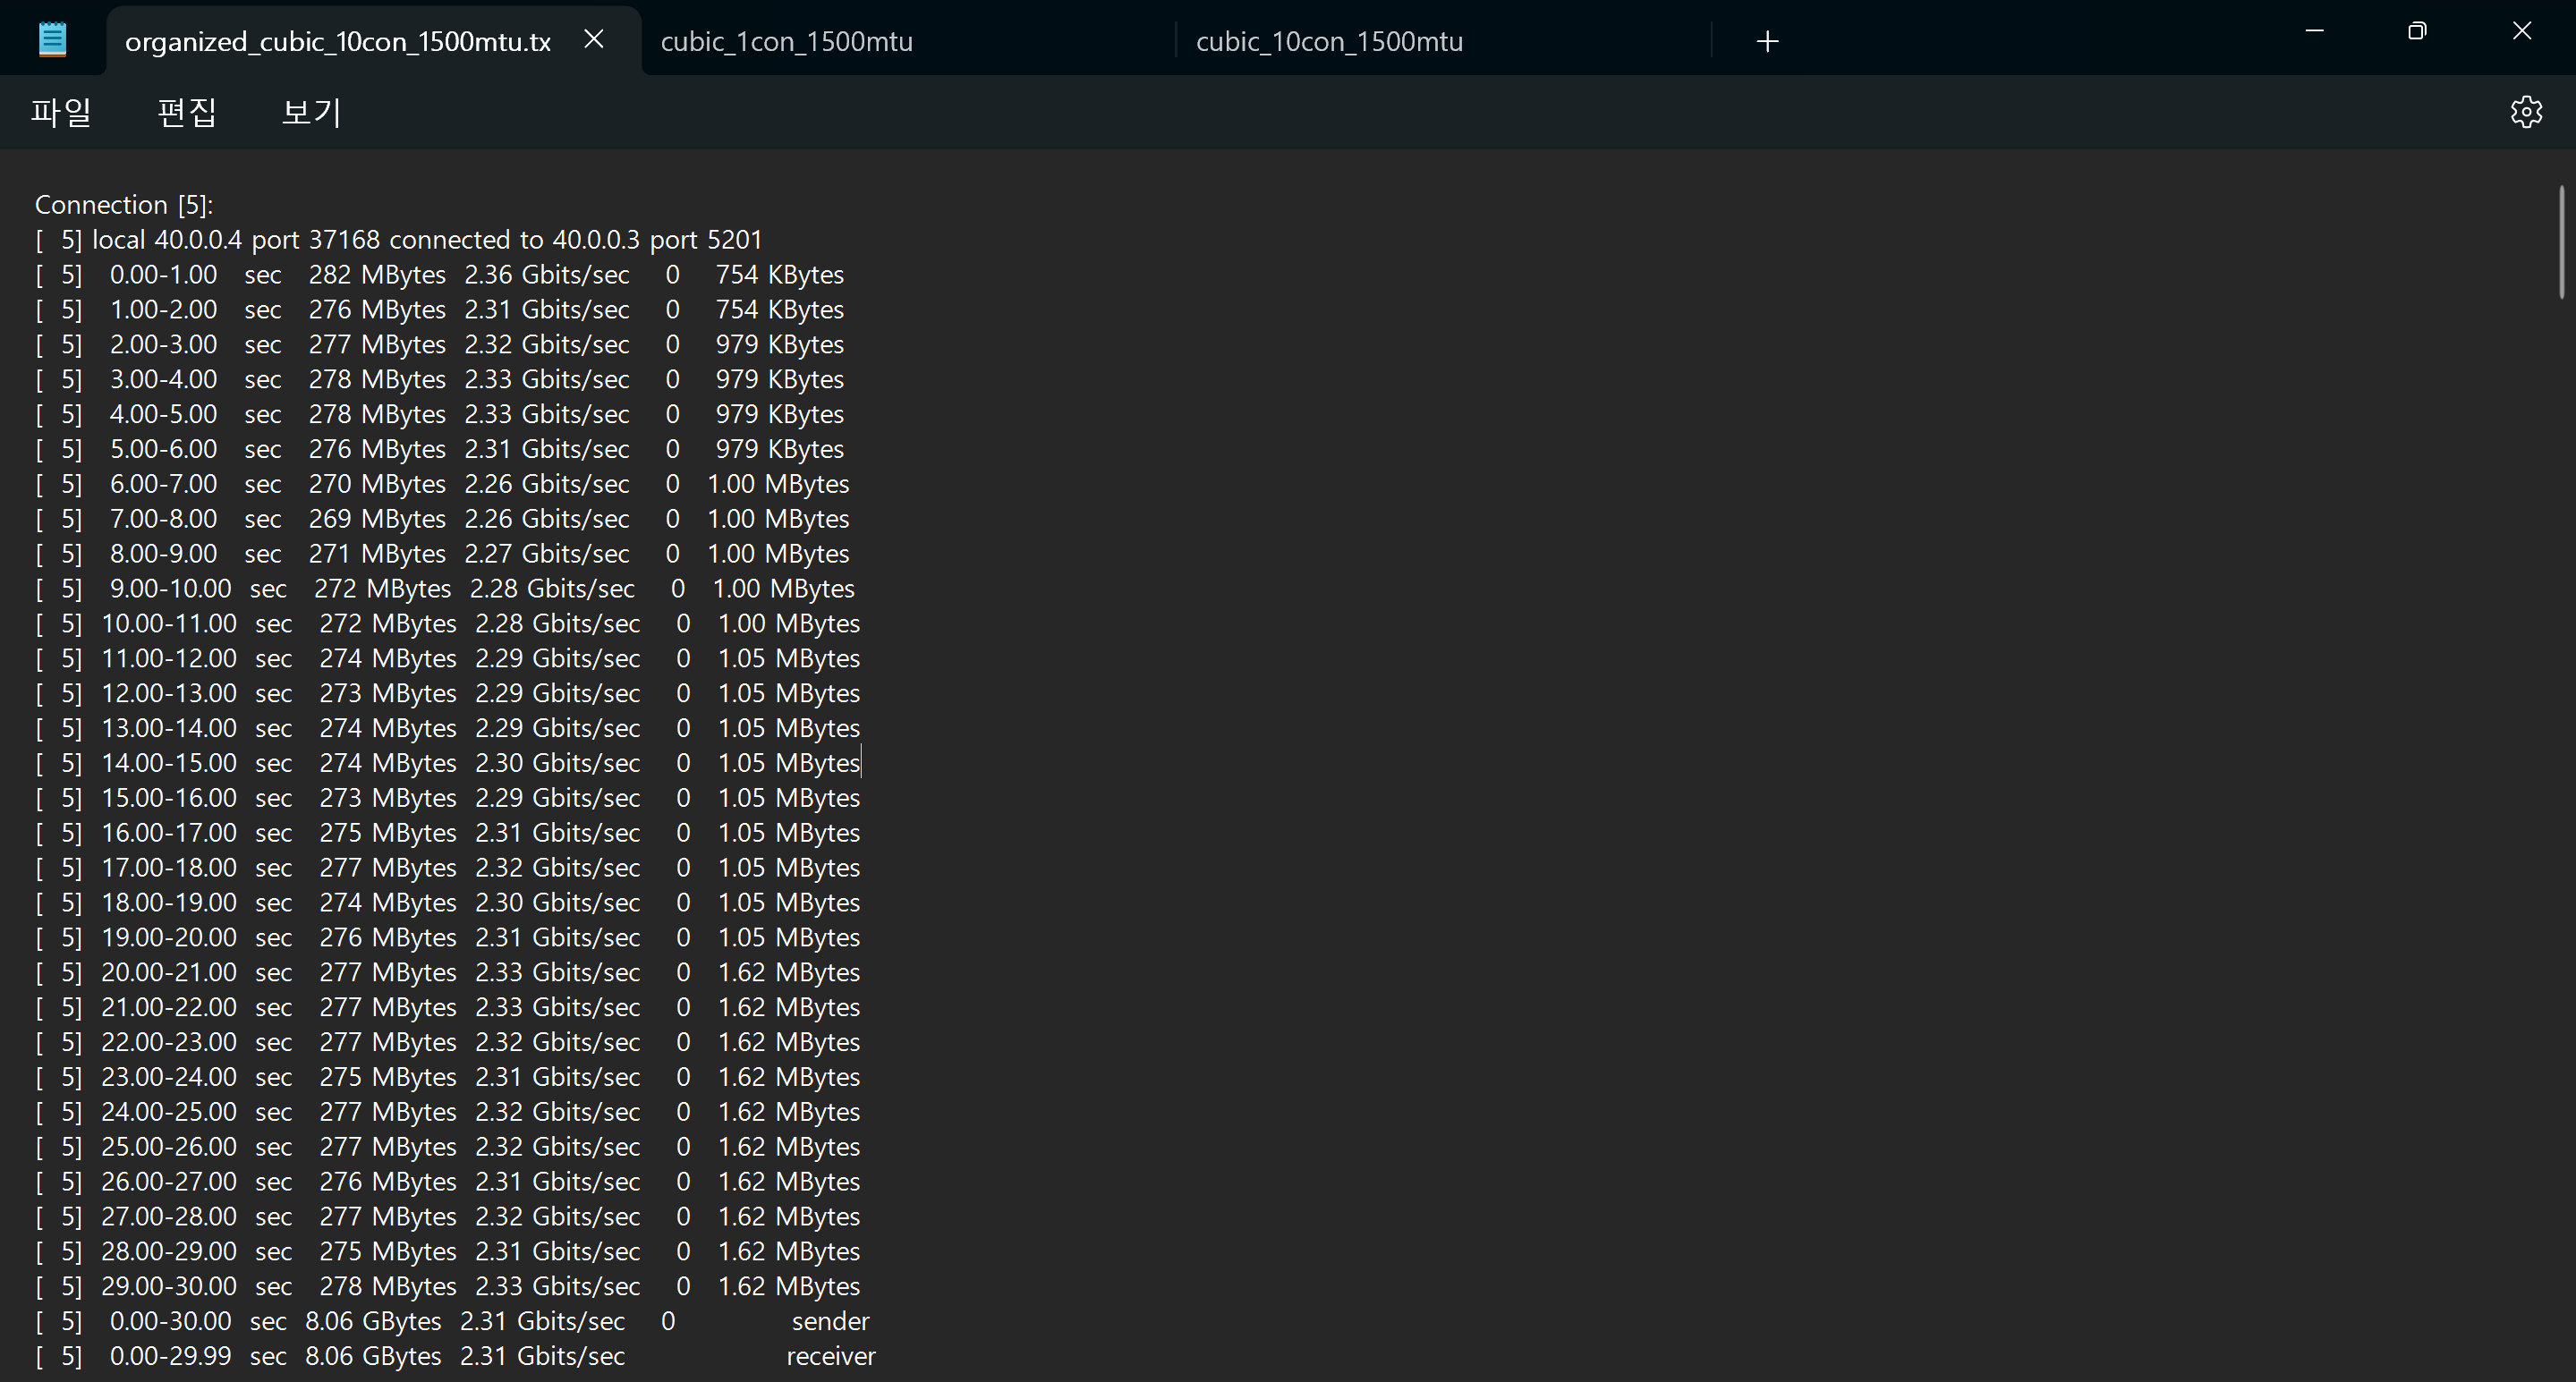 organized_cubic_10con_1500mtu.tx cubic_1con_1500mtu cubic_10con_1500mtu
파일 편집 보기
Connection [5]:
[ 5] local 40.0.0.4 port 37168 connected to 40.0.0.3 port 5201
[ 5] 0.00-1.00 sec 282 MBytes 2.36 Gbits/sec 0 754 KBytes
[ 5] 1.00-2.00 sec 276 MBytes 2.31 Gbits/sec 0 754 KBytes
[ 5] 2.00-3.00 sec 277 MBytes 2.32 Gbits/sec 0 979 KBytes
[ 5] 3.00-4.00 sec 278 MBytes 2.33 Gbits/sec 0 979 KBytes
[ 5] 4.00-5.00 sec 278 MBytes 2.33 Gbits/sec 0 979 KBytes
[ 5] 5.00-6.00 sec 276 MBytes 2.31 Gbits/sec 0 979 KBytes
[ 5] 6.00-7.00 sec 270 MBytes 2.26 Gbits/sec 0 1.00 MBytes
[ 5] 7.00-8.00 sec 269 MBytes 2.26 Gbits/sec 0 1.00 MBytes
[ 5] 8.00-9.00 sec 271 MBytes 2.27 Gbits/sec 0 1.00 MBytes
[ 5] 9.00-10.00 sec 272 MBytes 2.28 Gbits/sec 0 1.00 MBytes
[ 5] 10.00-11.00 sec 272 MBytes 2.28 Gbits/sec 0 1.00 MBytes
[ 5] 11.00-12.00 sec 274 MBytes 2.29 Gbits/sec 0 1.05 MBytes
[ 5] 12.00-13.00 sec 273 MBytes 2.29 Gbits/sec 0 1.05 MBytes
[ 5] 13.00-14.00 sec 274 MBytes 2.29 Gbits/sec 0 1.05 MBytes
[ 5] 14.00-15.00 sec 274 MBytes 2.30 Gbits/sec 0 1.05 MBytes
[ 5] 15.00-16.00 sec 273 MBytes 2.29 Gbits/sec 0 1.05 MBytes
[ 5] 16.00-17.00 sec 275 MBytes 2.31 Gbits/sec 0 1.05 MBytes
[ 5] 17.00-18.00 sec 277 MBytes 2.32 Gbits/sec 0 1.05 MBytes
[ 5] 18.00-19.00 sec 274 MBytes 2.30 Gbits/sec 0 1.05 MBytes
[ 5] 19.00-20.00 sec 276 MBytes 2.31 Gbits/sec 0 1.05 MBytes
[ 5] 20.00-21.00 sec 277 MBytes 2.33 Gbits/sec 0 1.62 MBytes
[ 5] 21.00-22.00 sec 277 MBytes 2.33 Gbits/sec 0 1.62 MBytes
[ 5] 22.00-23.00 sec 277 MBytes 2.32 Gbits/sec 0 1.62 MBytes
[ 5] 23.00-24.00 sec 275 MBytes 2.31 Gbits/sec 0 1.62 MBytes
[ 5] 24.00-25.00 sec 277 MBytes 2.32 Gbits/sec 0 1.62 MBytes
[ 5] 25.00-26.00 sec 277 MBytes 2.32 Gbits/sec 0 1.62 MBytes
[ 5] 26.00-27.00 sec 276 MBytes 2.31 Gbits/sec 0 1.62 MBytes
[ 5] 27.00-28.00 sec 277 MBytes 2.32 Gbits/sec 0 1.62 MBytes
[ 5] 28.00-29.00 sec 275 MBytes 2.31 Gbits/sec 0 1.62 MBytes
[ 5] 29.00-30.00 sec 278 MBytes 2.33 Gbits/sec 0 1.62 MBytes
[ 5] 0.00-30.00 sec 8.06 GBytes 2.31 Gbits/sec 0 sender
[ 5] 0.00-29.99 sec 8.06 GBytes 2.31 Gbits/sec receiver